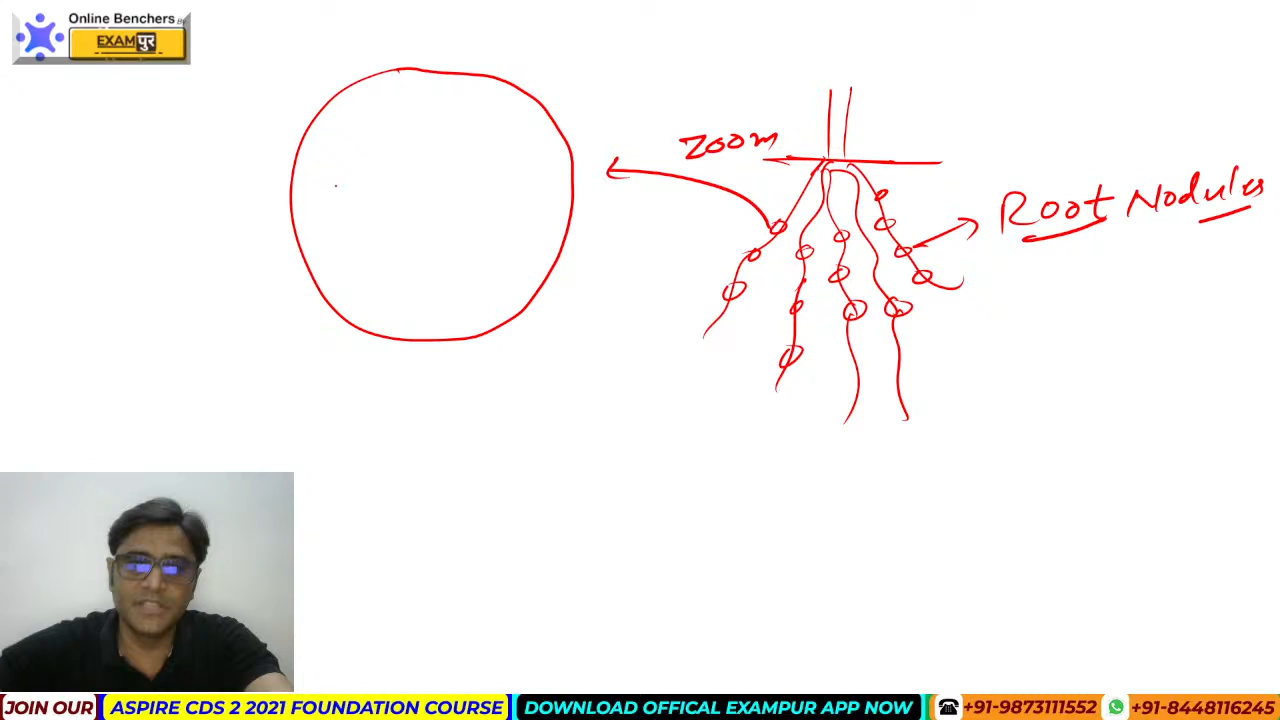 Online Benchers By
EXAMपुर
Zoom
Root Nodules
JOIN OUR
ASPIRE CDS 2 2021 FOUNDATION COURSE
DOWNLOAD OFFICAL EXAMPUR APP NOW
+91-9873111552
+91-8448116245